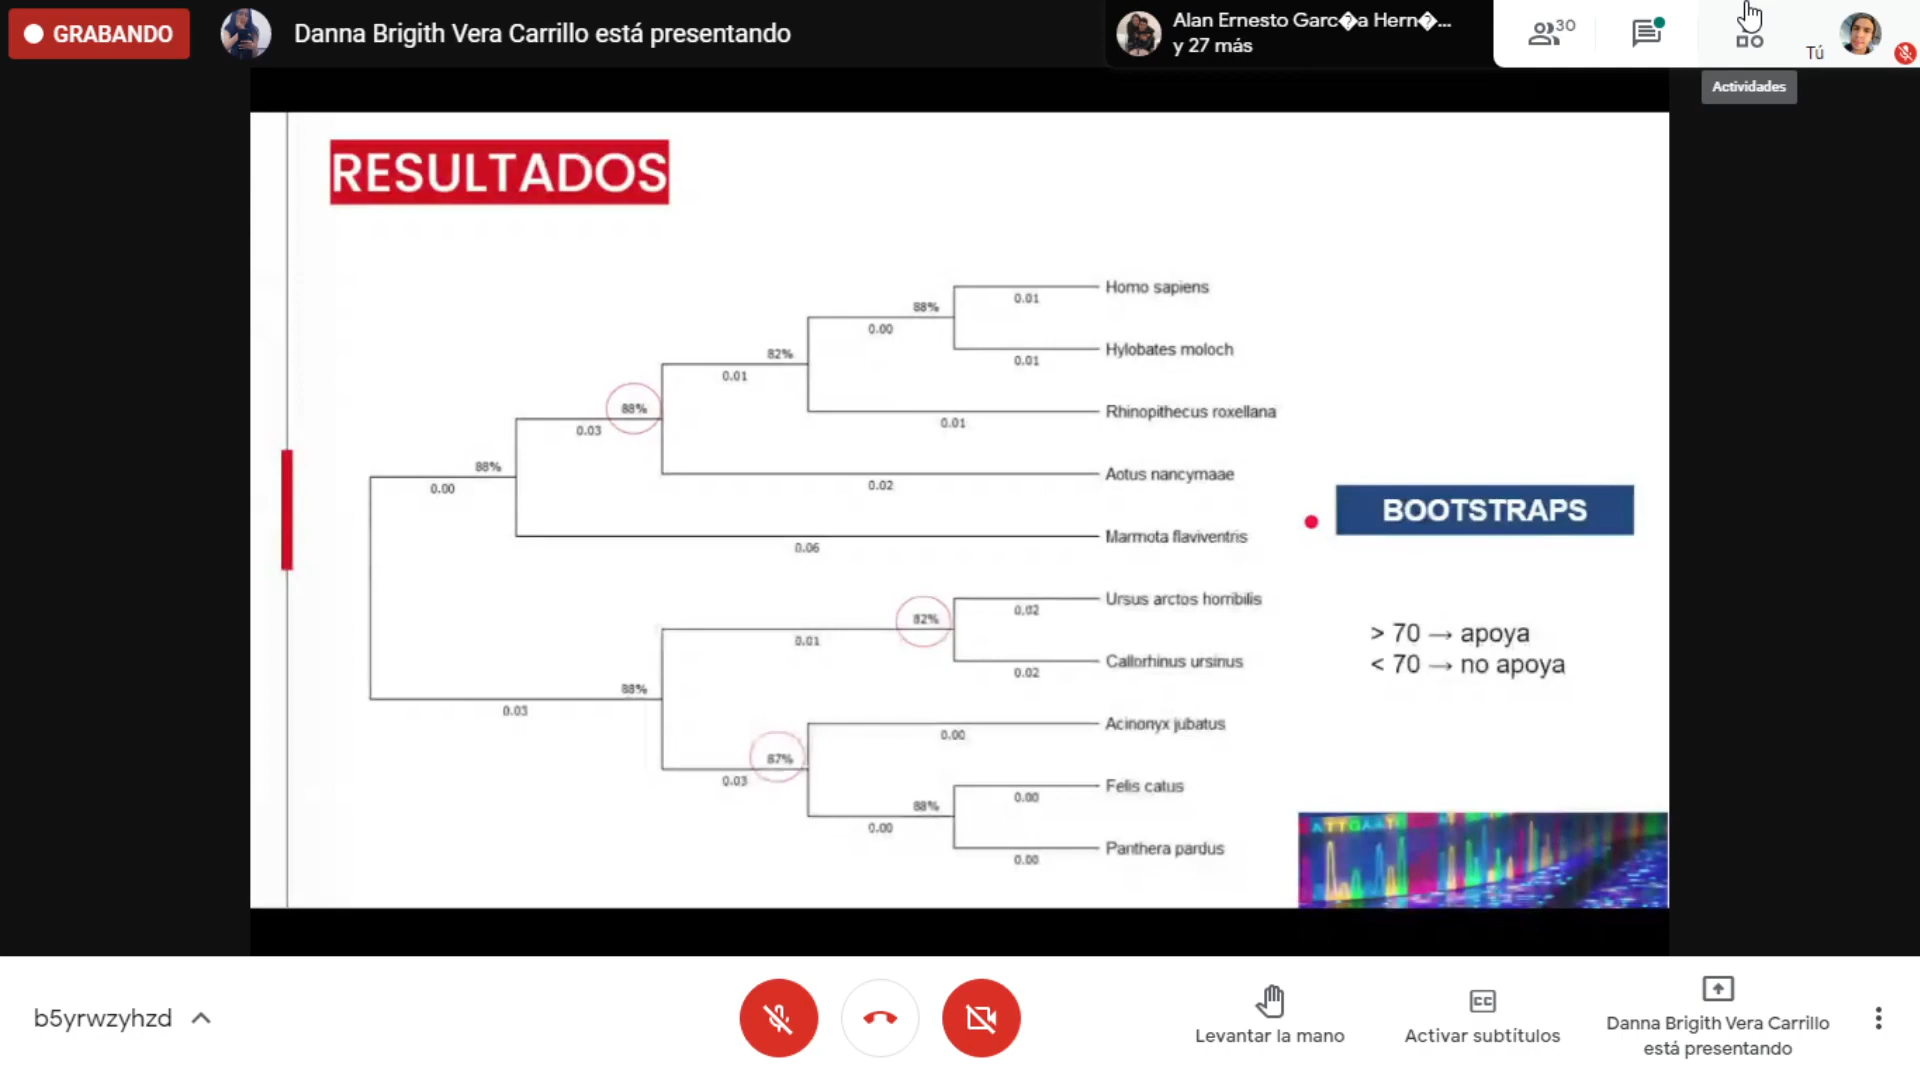 GRABANDO
Danna Brigith Vera Carrillo está presentando
Alan Ernesto Garc�a Hern�...
y 27 más
30
Tú
Actividades
RESULTADOS
Homo sapiens
0.01
88%
0.00
Hylobates moloch
0.01
82%
0.01
Rhinopithecus roxellana
0.01
88%
0.03
Aotus nancymaae
0.02
88%
0.00
Marmota flaviventris
0.06
BOOTSTRAPS
Ursus arctos horribilis
0.02
82%
0.01
> 70 → apoya
< 70 → no apoya
Callorhinus ursinus
0.02
88%
0.03
Acinonyx jubatus
0.00
87%
0.03
Felis catus
0.00
88%
0.00
Panthera pardus
0.00
ATTGAAT
b5yrwzyhzd
Levantar la mano
CC
Activar subtítulos
Danna Brigith Vera Carrillo
está presentando